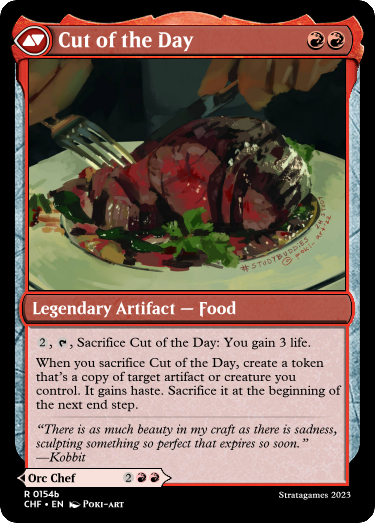 Cut of the Day
Legendary Artifact — Food
2, , Sacrifice Cut of the Day: You gain 3 life.
When you sacrifice Cut of the Day, create a token
that's a copy of target artifact or creature you
control. It gains haste. Sacrifice it at the beginning of
the next end step.
“There is as much beauty in my craft as there is sadness,
sculpting something so perfect that expires so soon.”
—Kobbit
Orc Chef 2
R 0154b
CHF • EN POKI-ART
Stratagames 2023
#STUDYBUDDIES